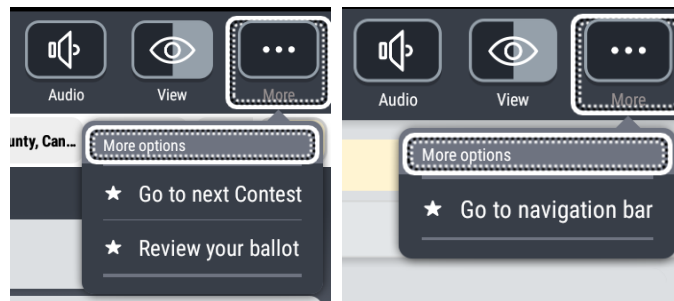 Audio
View
More
unty, Can...
More options
Go to next Contest
Review your ballot
Audio
View
More
More options
Go to navigation bar